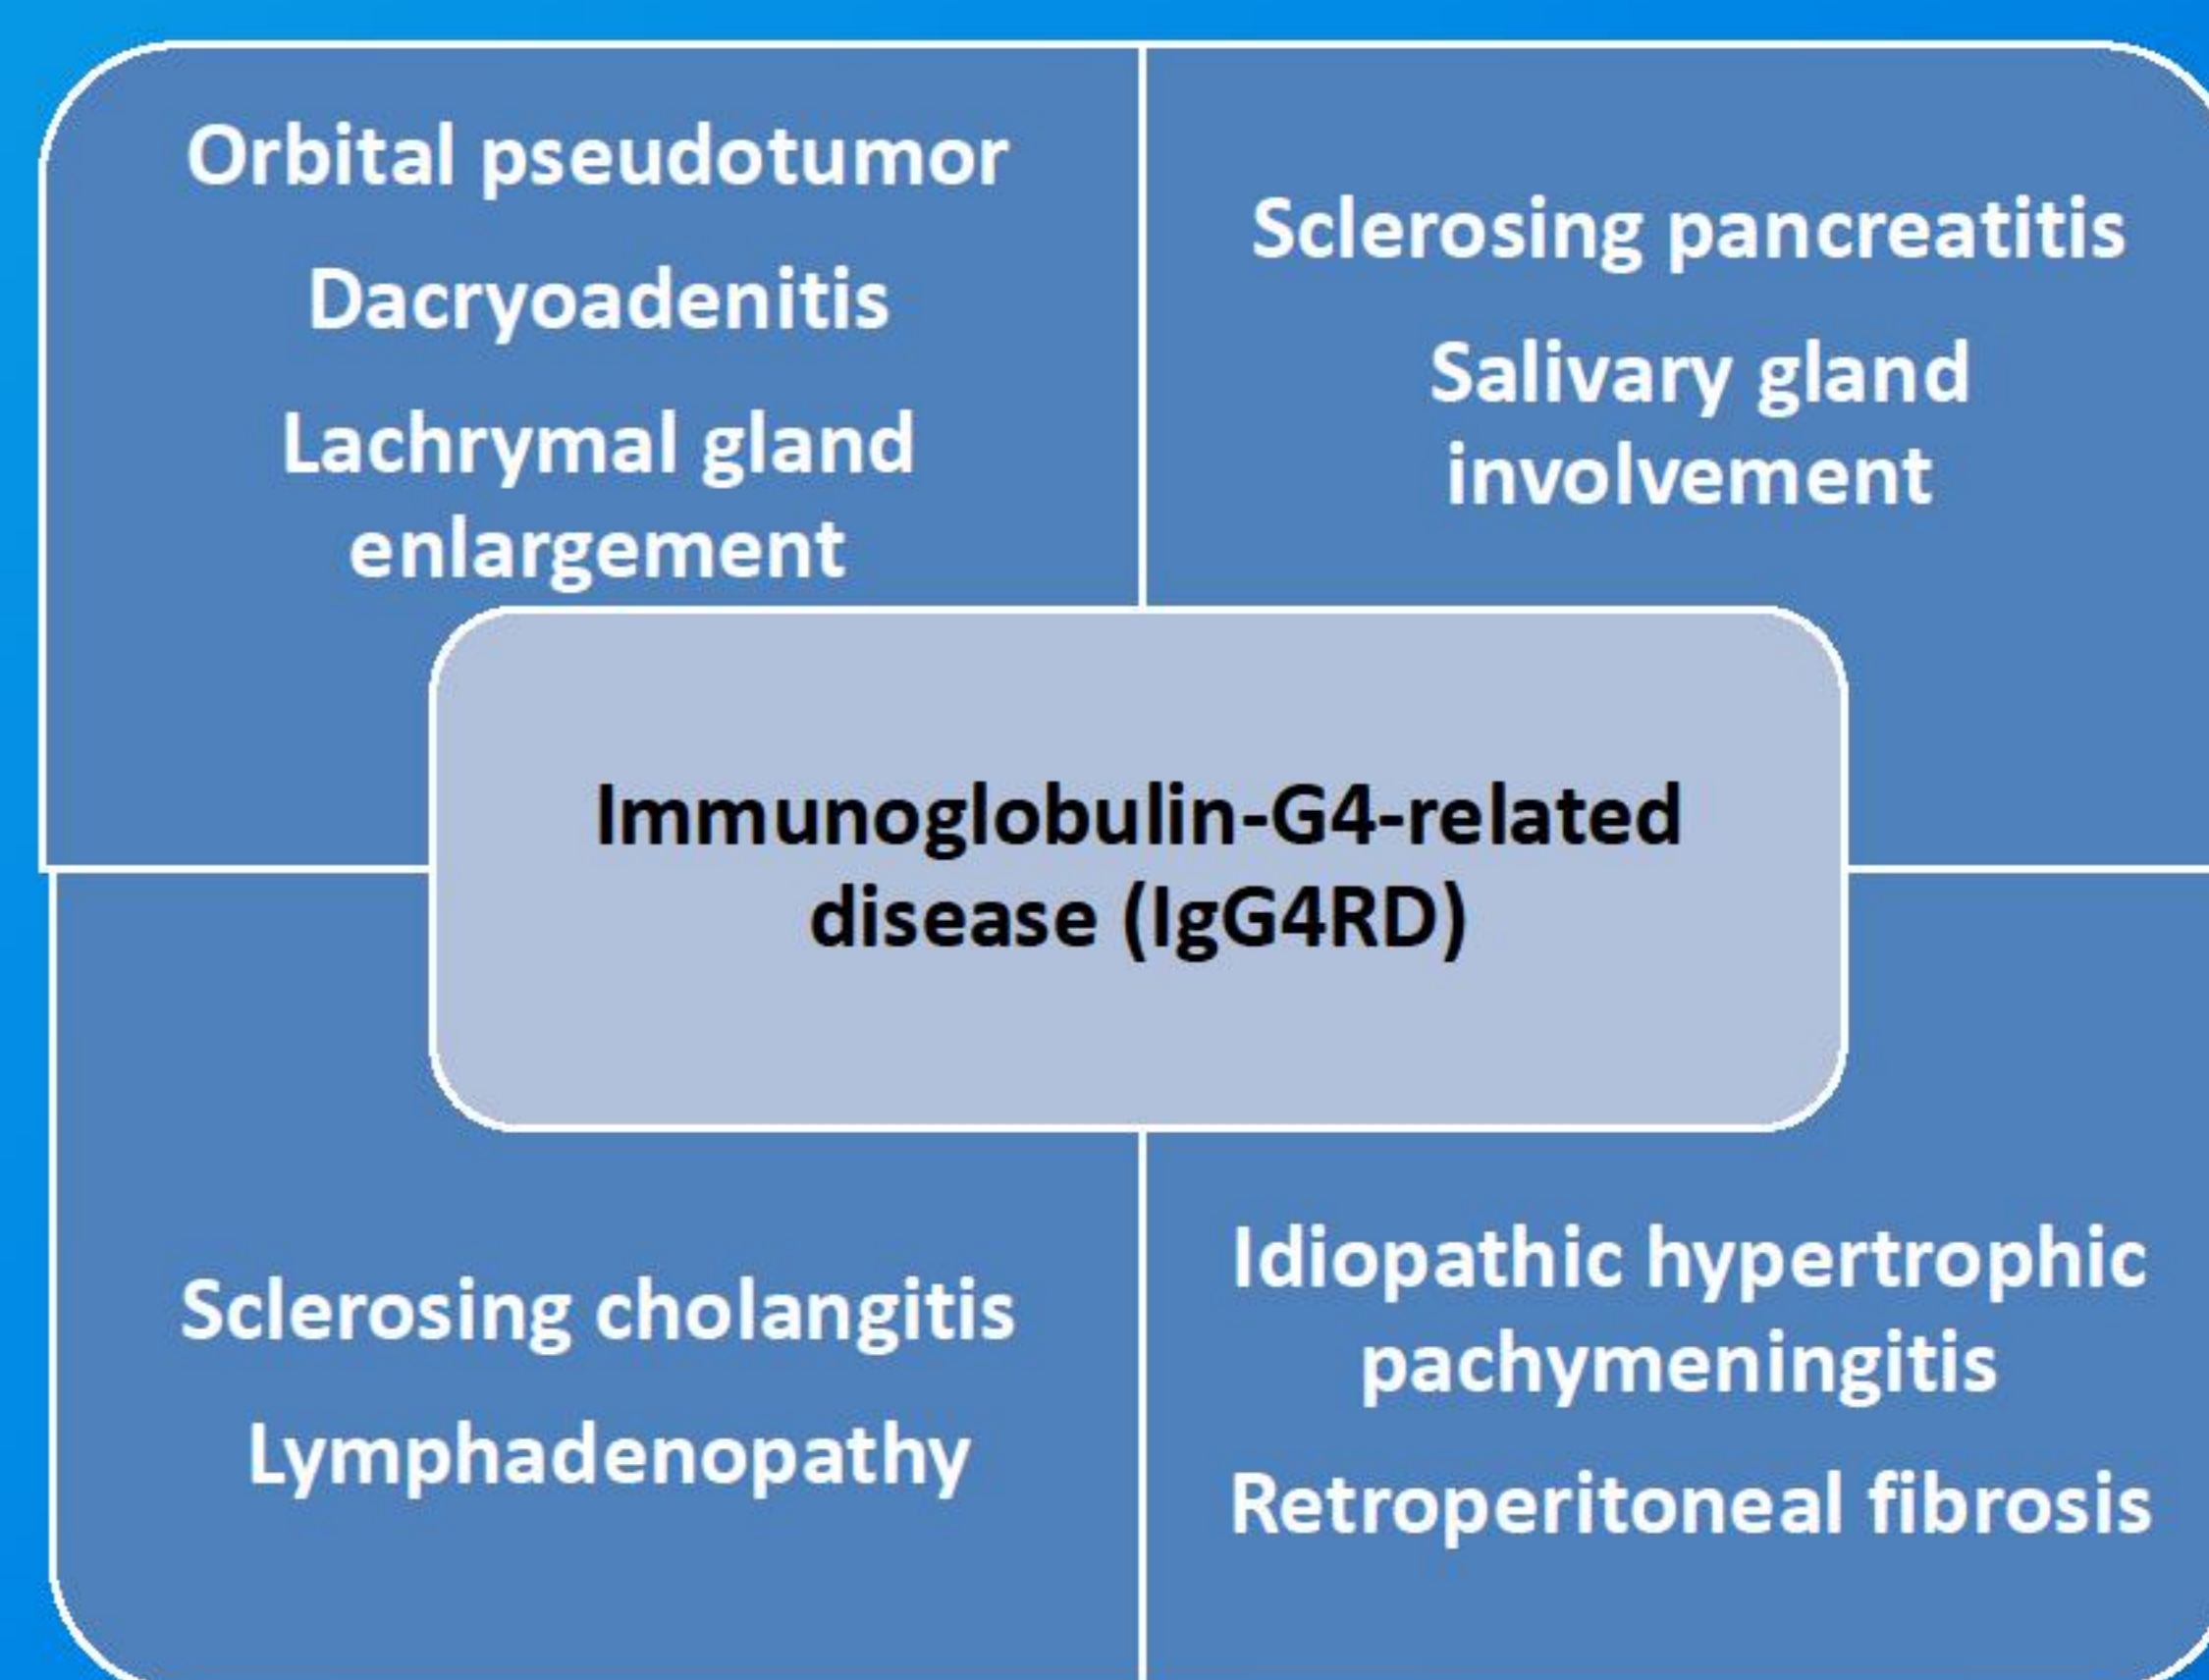 Orbital pseudotumor
Dacryoadenitis
Lachrymal gland
enlargement
Sclerosing pancreatitis
Salivary gland
involvement
Immunoglobulin-G4-related
disease (IgG4RD)
Sclerosing cholangitis
Lymphadenopathy
Idiopathic hypertrophic
pachymeningitis
Retroperitoneal fibrosis